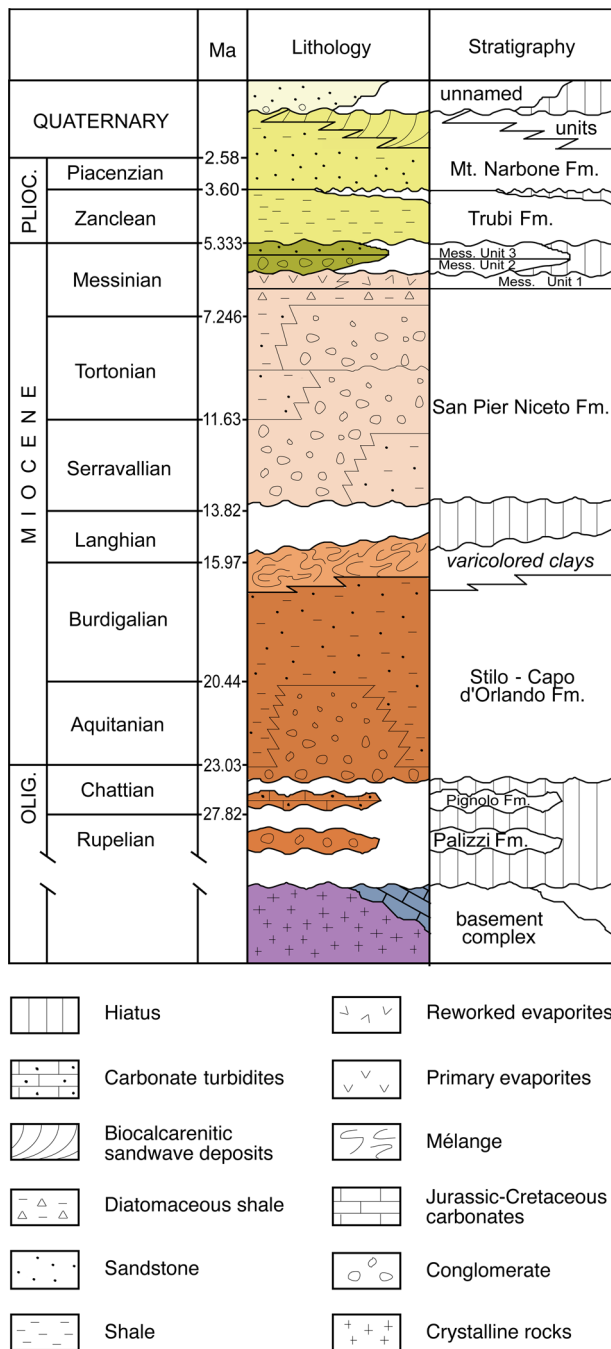 Ma
Lithology
Stratigraphy
QUATERNARY
unnamed
units
2.58
PLIOC.
Piacenzian
Mt. Narbone Fm.
3.60
Zanclean
Trubi Fm.
5.333
MIOCENE
Messinian
Mess. Unit 3
Mess. Unit 2
Mess. Unit 1
7.246
Tortonian
San Pier Niceto Fm.
11.63
Serravallian
13.82
Langhian
varicolored clays
15.97
Burdigalian
Stilo - Capo
d'Orlando Fm.
20.44
Aquitanian
23.03
OLIG.
Chattian
Pignolo Fm.
27.82
Rupelian
Palizzi Fm.
basement
complex
Hiatus
Reworked evaporites
Carbonate turbidites
Primary evaporites
Biocalcarenitic
sandwave deposits
Mélange
Diatomaceous shale
Jurassic-Cretaceous
carbonates
Sandstone
Conglomerate
Shale
Crystalline rocks